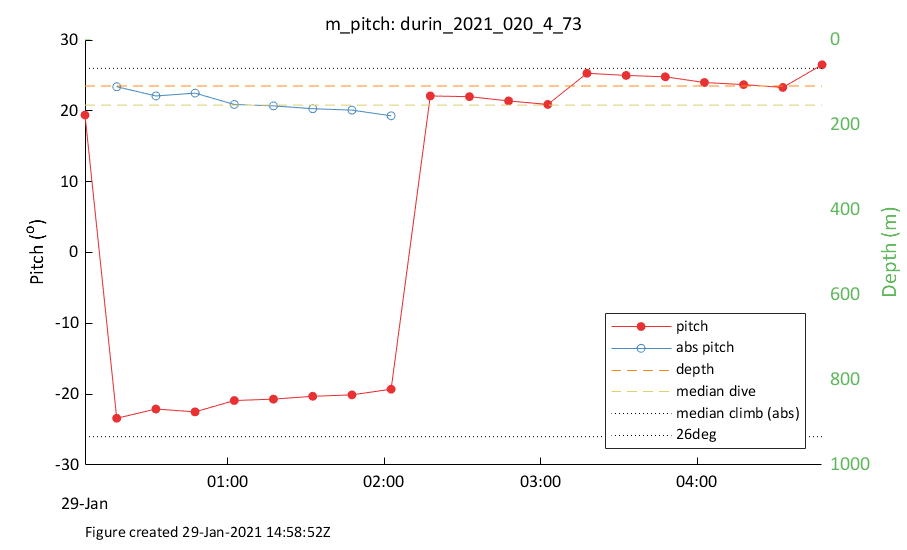 m_pitch: durin_2021_020_4_73
30
20
10
0
-10
-20
-30
Pitch (º)
0
200
400
600
800
1000
Depth (m)
pitch
abs pitch
depth
median dive
median climb (abs)
26deg
01:00
02:00
03:00
04:00
29-Jan
Figure created 29-Jan-2021 14:58:52Z